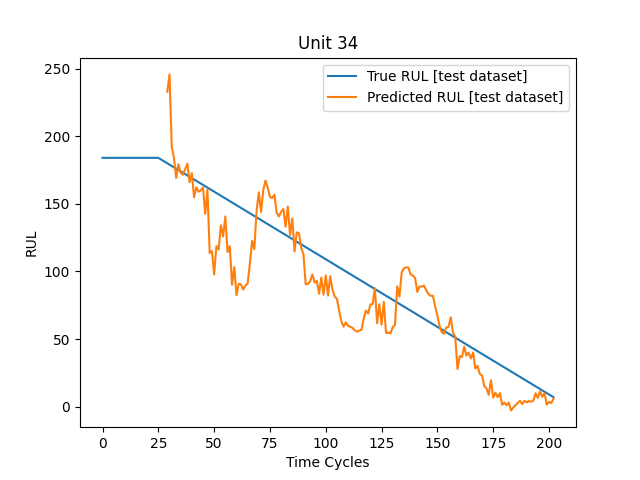 Unit 34
True RUL [test dataset]
Predicted RUL [test dataset]
250
200
150
100
50
0
RUL
0 25 50 75 100 125 150 175 200
Time Cycles